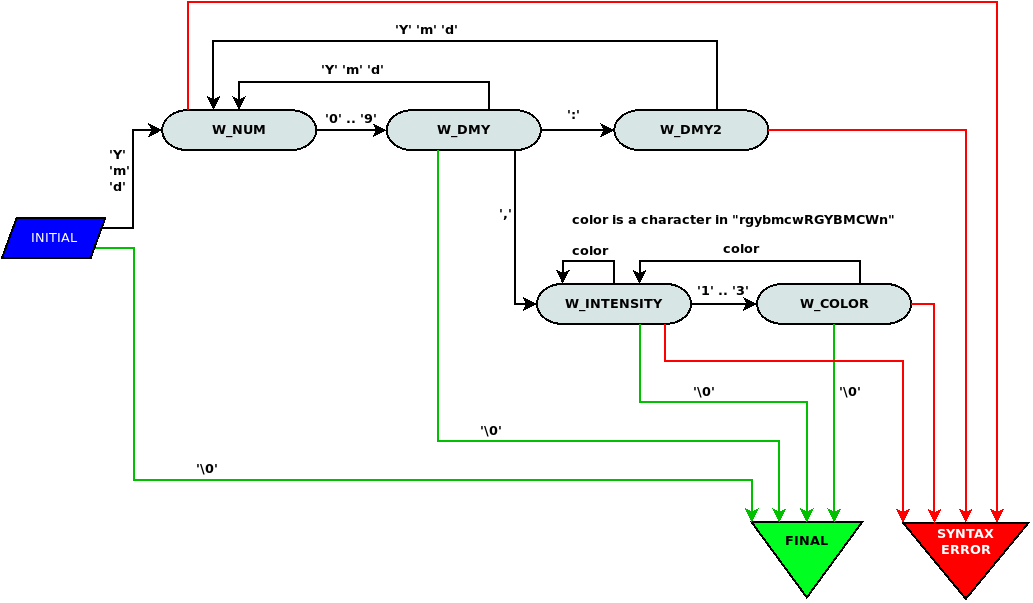 'Y' 'm' 'd'
'Y' 'm' 'd'
'0' .. '9'
':'
W_NUM
W_DMY
W_DMY2
'Y'
'm'
'd'
','
color is a character in "rgybmcwRGYBMCWn"
INITIAL
color
color
'1' .. '3'
W_INTENSITY
W_COLOR
'\0'
'\0'
'\0'
'\0'
FINAL
SYNTAX
ERROR